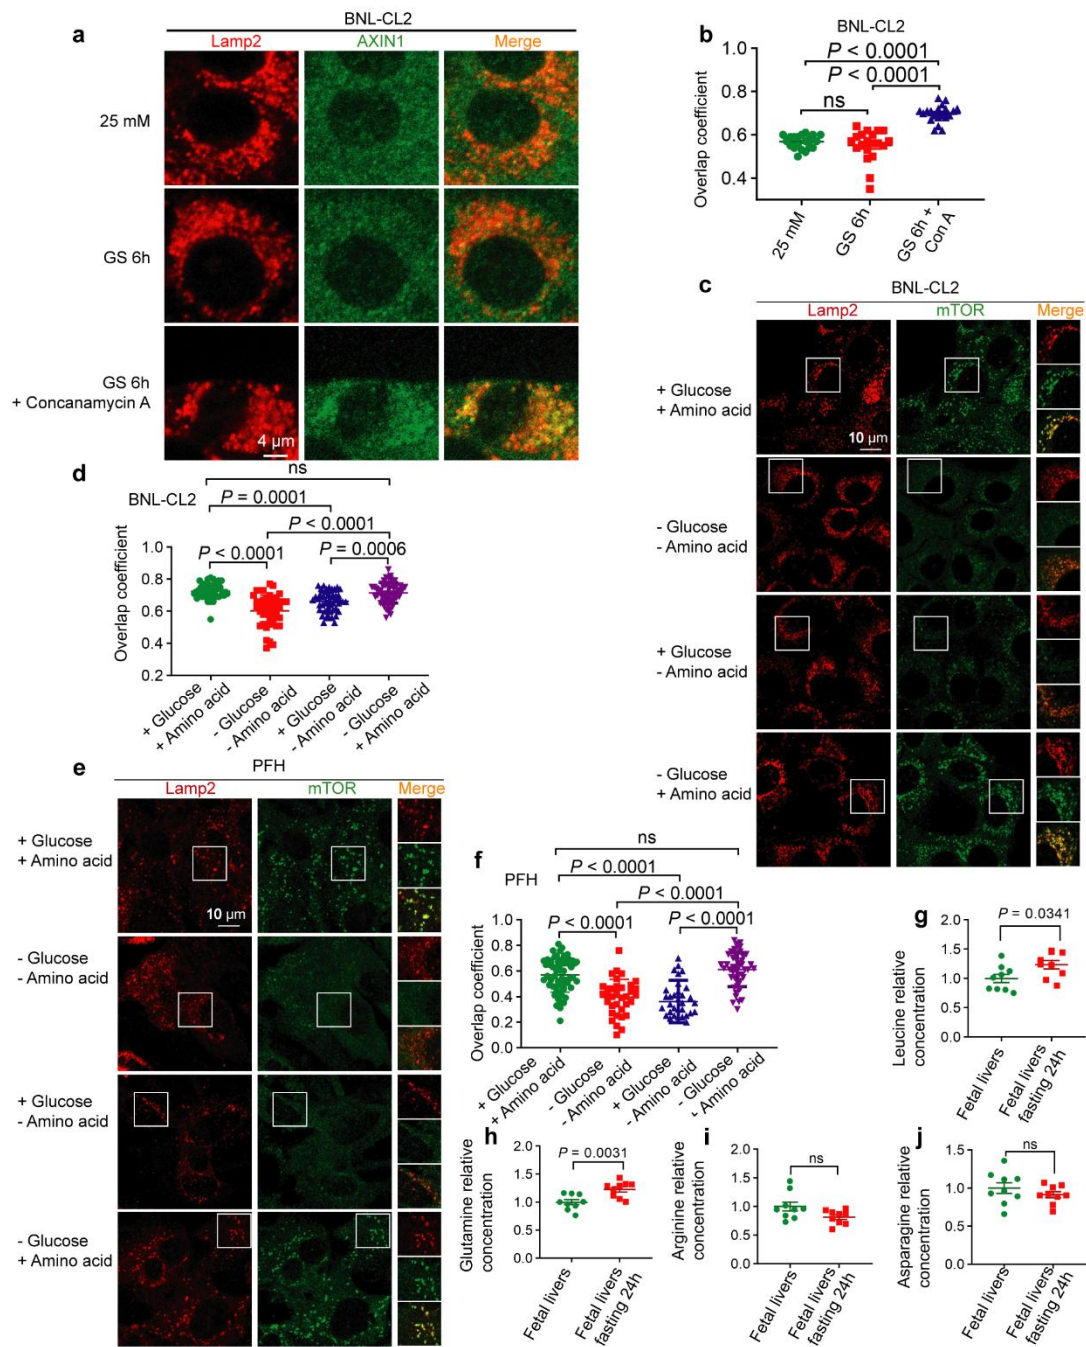 a
BNL-CL2
Lamp2 AXIN1 Merge
25 mM
GS 6h
GS 6h
+ Concanamycin A
4 µm
b
BNL-CL2
P < 0.0001
P < 0.0001
ns
Overlap coefficient
1.0
0.8
0.6
0.4
25 mM
GS 6h
GS 6h +
Con A
c
BNL-CL2
Lamp2 mTOR Merge
+ Glucose
+ Amino acid
10 µm
- Glucose
- Amino acid
+ Glucose
- Amino acid
- Glucose
+ Amino acid
d
BNL-CL2
ns
P = 0.0001
P < 0.0001
P < 0.0001
P = 0.0006
Overlap coefficient
1.0
0.8
0.6
0.4
0.2
+ Glucose
+ Amino acid
- Glucose
- Amino acid
+ Glucose
- Amino acid
- Glucose
+ Amino acid
e
PFH
Lamp2 mTOR Merge
+ Glucose
+ Amino acid
10 µm
- Glucose
- Amino acid
+ Glucose
- Amino acid
- Glucose
+ Amino acid
f
PFH
ns
P < 0.0001
P < 0.0001
P < 0.0001
P < 0.0001
Overlap coefficient
1.0
0.8
0.6
0.4
0.2
0.0
+ Glucose
+ Amino acid
- Glucose
- Amino acid
+ Glucose
- Amino acid
- Glucose
+ Amino acid
g
P = 0.0341
Leucine relative
concentration
2.0
1.5
1.0
0.5
0.0
Fetal livers
Fetal livers
fasting 24h
h
P = 0.0031
Glutamine relative
concentration
2.0
1.5
1.0
0.5
0.0
Fetal livers
Fetal livers
fasting 24h
i
ns
Arginine relative
concentration
2.0
1.5
1.0
0.5
0.0
Fetal livers
Fetal livers
fasting 24h
j
ns
Asparagine relative
concentration
1.5
1.0
0.5
0.0
Fetal livers
Fetal livers
fasting 24h